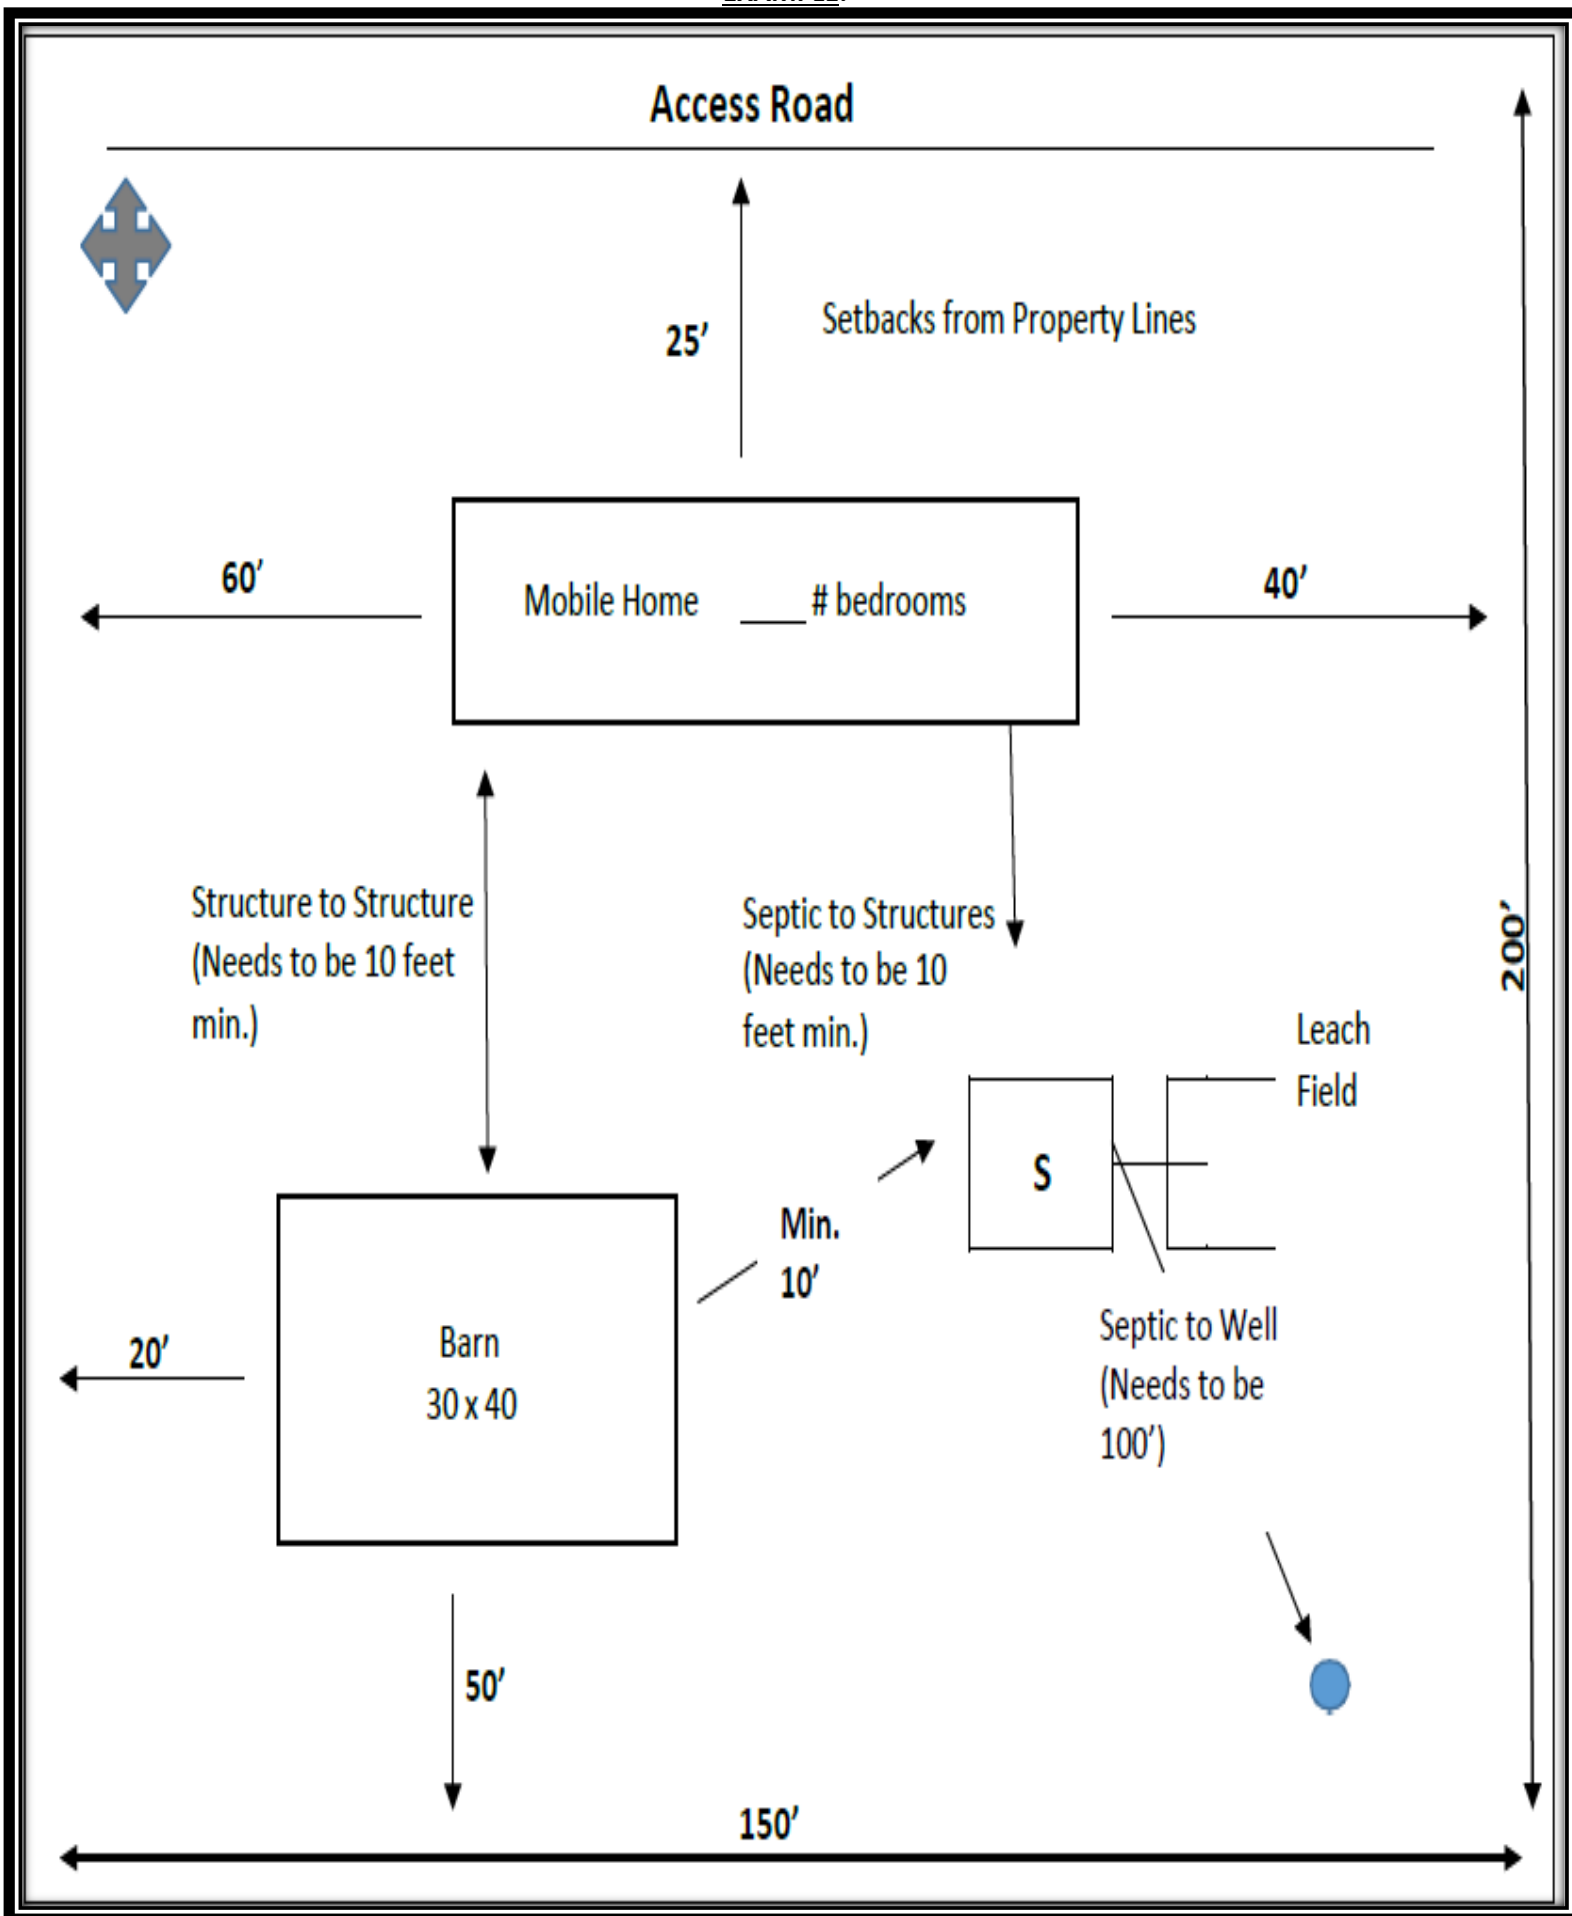 Access Road
25’
Setbacks from Property Lines
60’
40’
Mobile Home ____ # bedrooms
Structure to Structure
(Needs to be 10 feet
min.)
Septic to Structures
(Needs to be 10
feet min.)
200’
Leach
Field
S
Min.
10’
Barn
30 x 40
20’
Septic to Well
(Needs to be
100’)
50’
150’